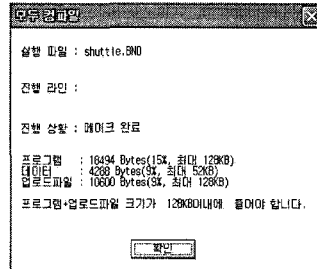 모두컴파일
실행 파일 : shuttle.BND
진행 라인 :
진행 상황 : 메이크 완료
프로그램 : 18494 Bytes(15%, 최대 128KB)
데이터 : 4288 Bytes(9%, 최대 52KB)
업로드파일 : 10600 Bytes(9%, 최대 128KB)
프로그램+업로드파일 크기가 128KB이내에 들어야 합니다.
확인